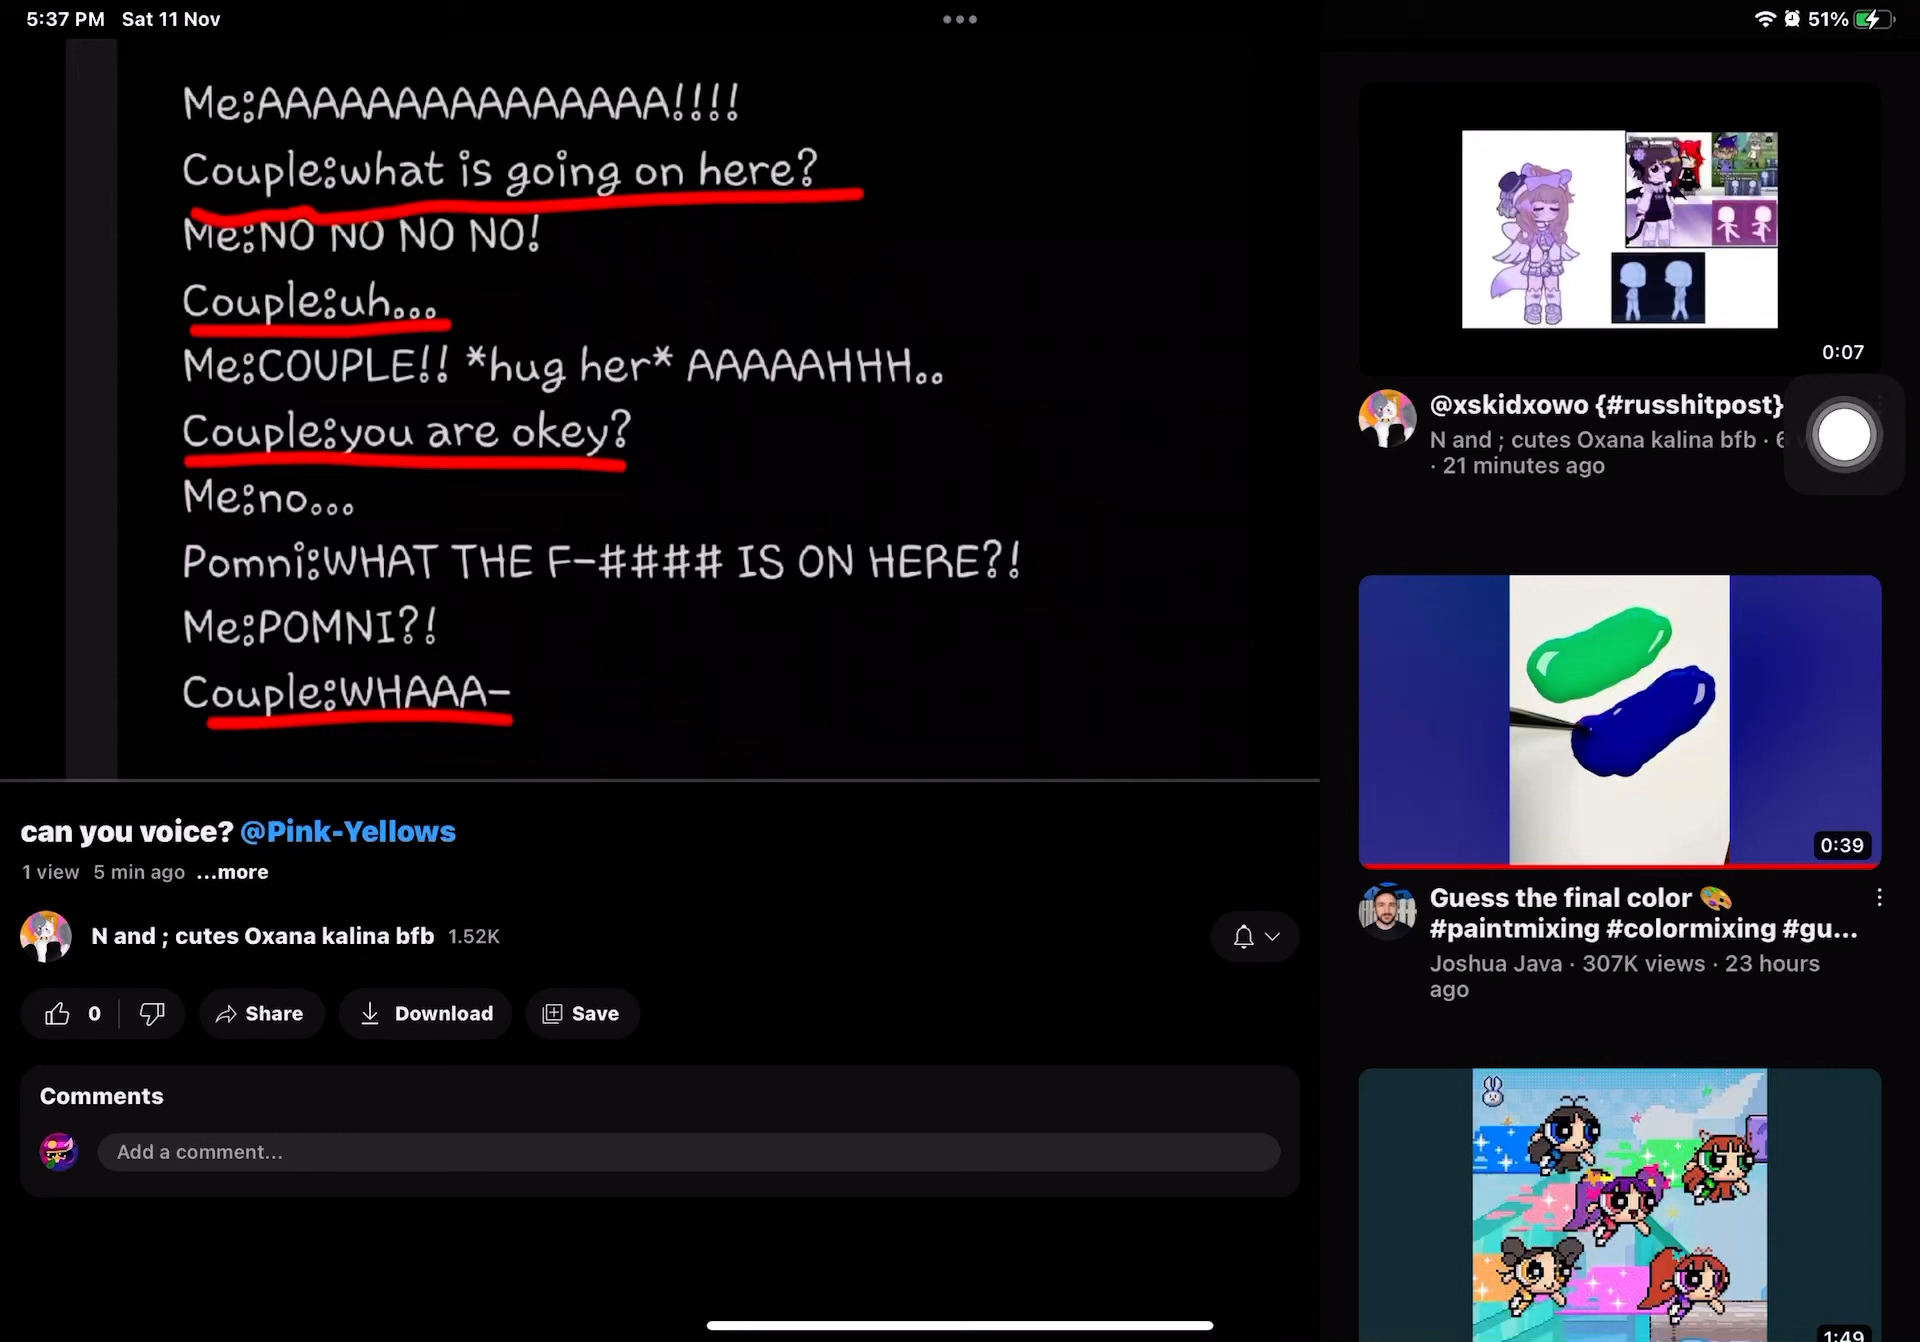 5:37 PM Sat 11 Nov
51%
Me:AAAAAAAAAAAAAAA!!!!
Couple:what is going on here?
Me:NO NO NO NO!
Couple:uh...
Me:COUPLE!! *hug her* AAAAAHHH..
Couple:you are okey?
Me:no...
Pomni:WHAT THE F-#### IS ON HERE?!
Me:POMNI?!
Couple:WHAAA-
can you voice? @Pink-Yellows
1 view 5 min ago ...more
N and ; cutes Oxana kalina bfb 1.52K
0
Share
Download
Save
Comments
Add a comment...
0:07
@xskidxowo {#russhitpost}
N and ; cutes Oxana kalina bfb · 6
· 21 minutes ago
0:39
Guess the final color 🎨
#paintmixing #colormixing #gu...
Joshua Java · 307K views · 23 hours
ago
1:49